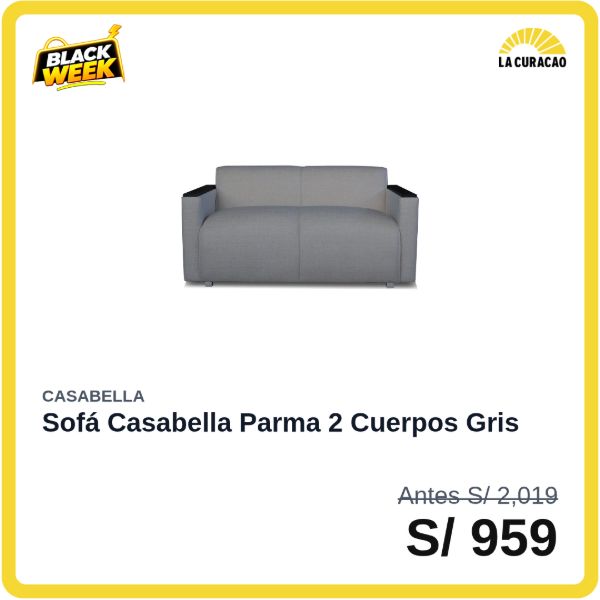 BLACK
WEEK
LA CURACAO
CASABELLA
Sofá Casabella Parma 2 Cuerpos Gris
Antes S/ 2,019
S/ 959